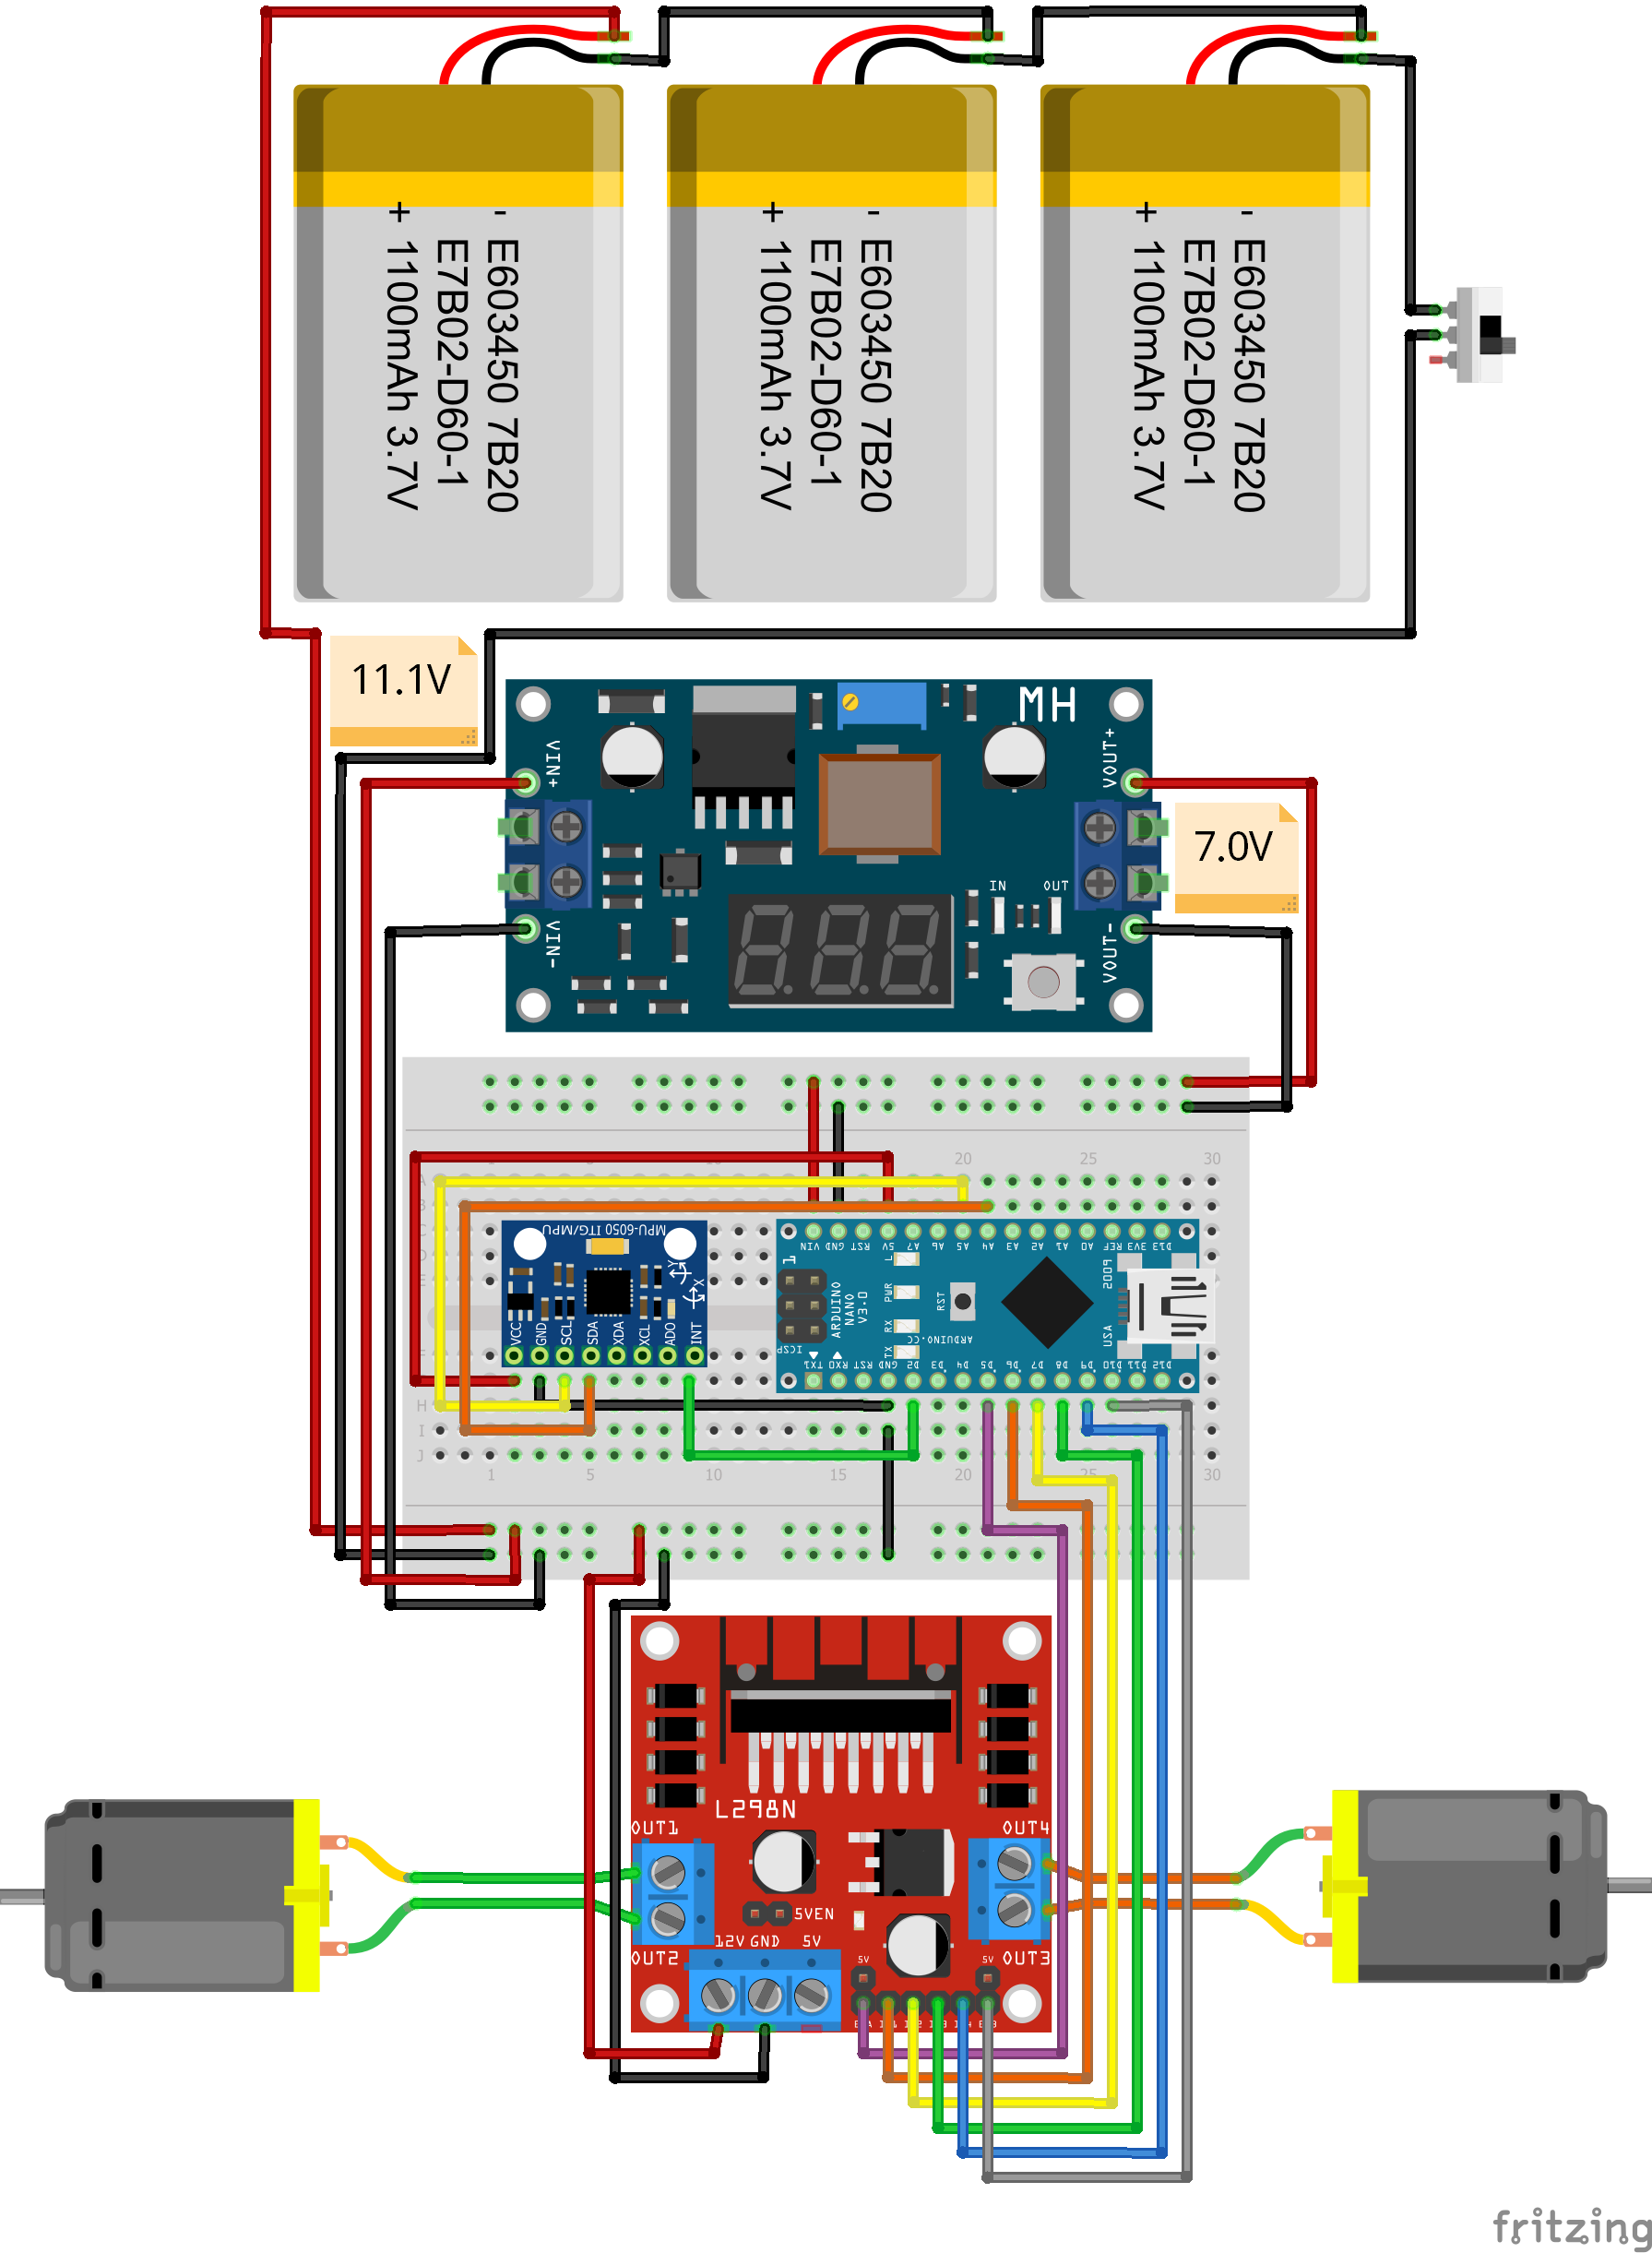 - E603450 7B20
E7B02-D60-1
+ 1100mAh 3.7V
- E603450 7B20
E7B02-D60-1
+ 1100mAh 3.7V
- E603450 7B20
E7B02-D60-1
+ 1100mAh 3.7V
11.1V
MH
VIN+
VOUT+
7.0V
IN OUT
VIN-
VOUT-
20 25 30
A
B
C
D
E
MPU-6050 ITG/MPU
Y
X
VCC GND SCL SDA XDA XCL ADO INT
VIN GND RST 5V A7 A6 A5 A4 A3 A2 A1 A0 REF 3V3 D13
1
L
PWR
RX
TX
RST
ARDUINO
NANO
V3.0
ARDUINO.CC
ICSP
USA
2009
TX1 RX0 RST GND D2 D3 D4 D5 D6 D7 D8 D9 D10 D11 D12
F
H
I
J
1 5 10 15 20 25 30
L298N
OUT1
OUT4
5VEN
OUT2
12V GND 5V
OUT3
5V 5V
fritzing